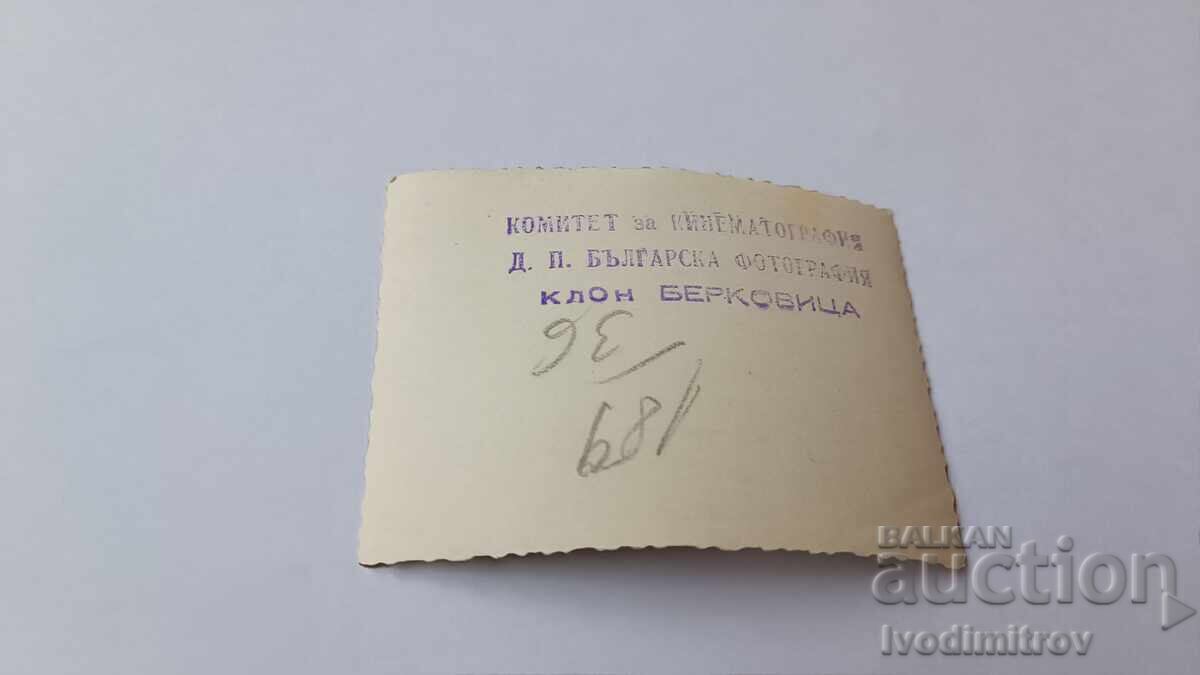 КОМИТЕТ за КИНЕМАТОГРАФИЯ
Д. П. БЪЛГАРСКА ФОТОГРАФИЯ
КЛОН БЕРКОВИЦА
189
36
BALKAN
auction
Ivodimitrov